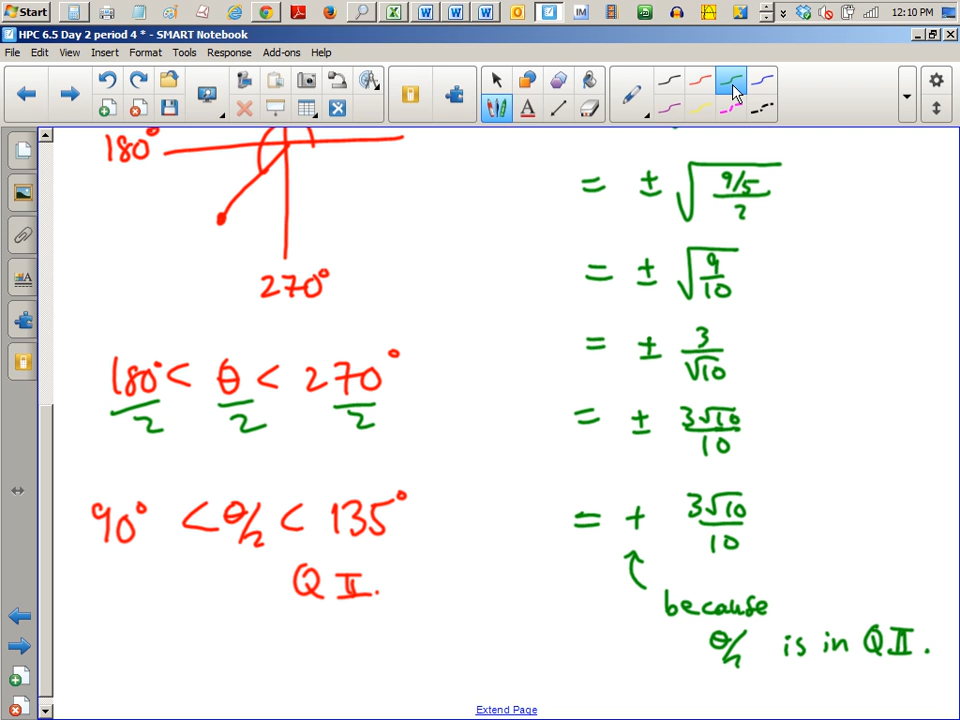 Start
12:10 PM
HPC 6.5 Day 2 period 4 * - SMART Notebook
File Edit View Insert Format Tools Response Add-ons Help
180°
270°
= ± √((9/5)/2)
= ± √(9/10)
= ± 3/√10
= ± 3√10/10
180° < θ < 270°
2 2 2
90° < θ/2 < 135°
Q II.
= + 3√10/10
because
θ/2 is in Q II.
Extend Page